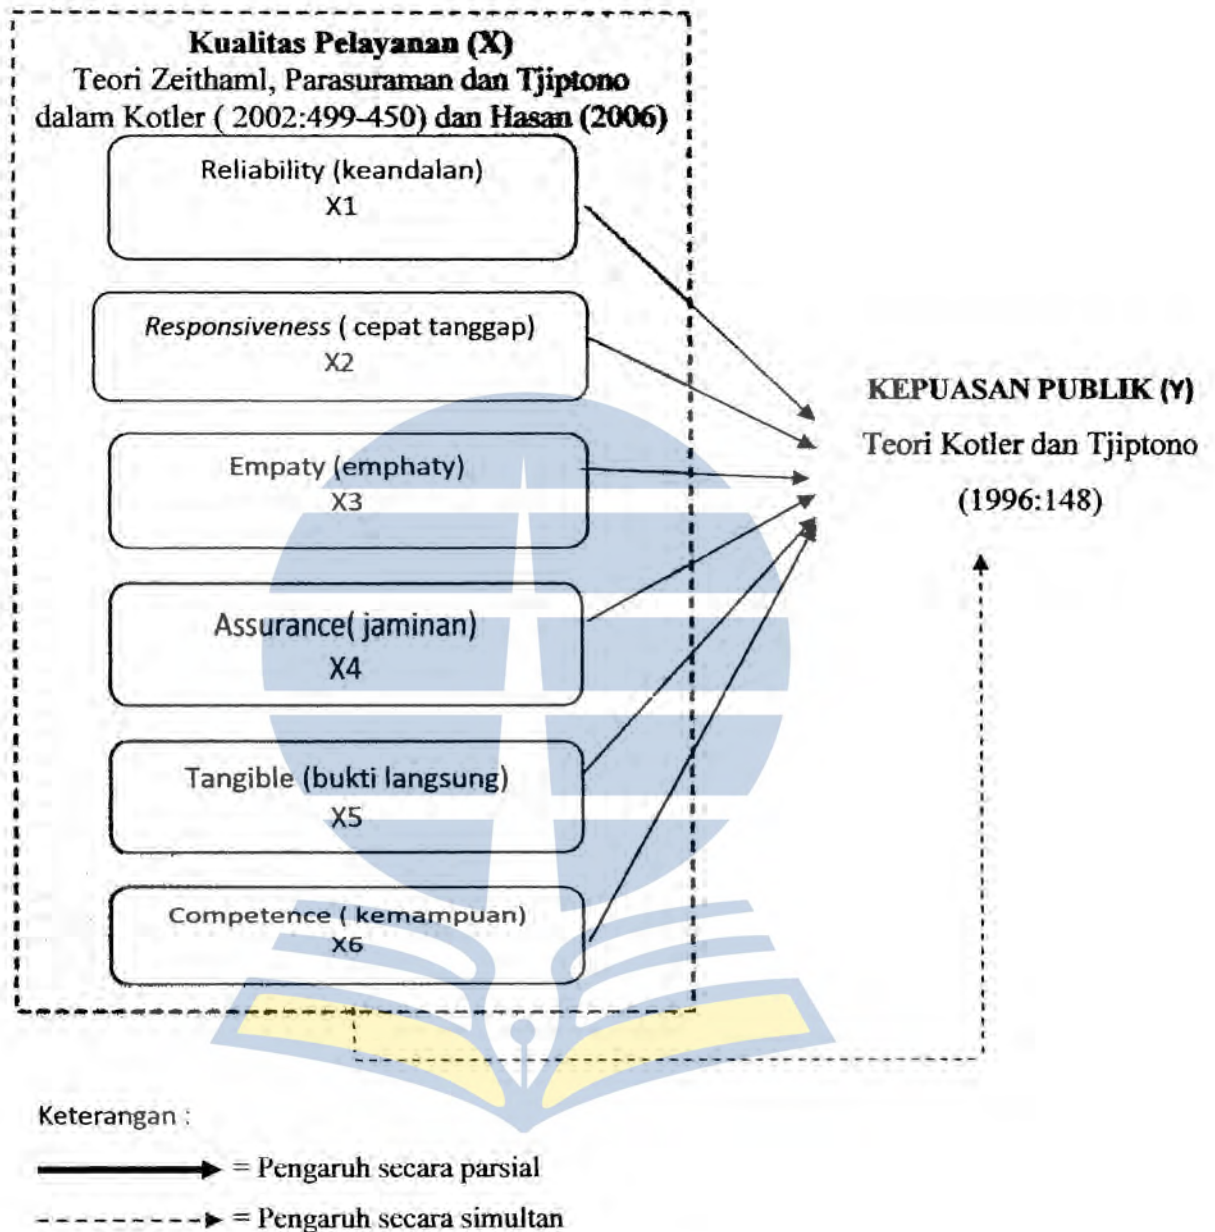 Kualitas Pelayanan (X)
Teori Zeithaml, Parasuraman dan Tjiptono
dalam Kotler ( 2002:499-450) dan Hasan (2006)
Reliability (keandalan)
X1
Responsiveness ( cepat tanggap)
X2
Empaty (emphaty)
X3
Assurance( jaminan)
X4
Tangible (bukti langsung)
X5
Competence ( kemampuan)
X6
KEPUASAN PUBLIK (Y)
Teori Kotler dan Tjiptono
(1996:148)
Keterangan :
= Pengaruh secara parsial
= Pengaruh secara simultan